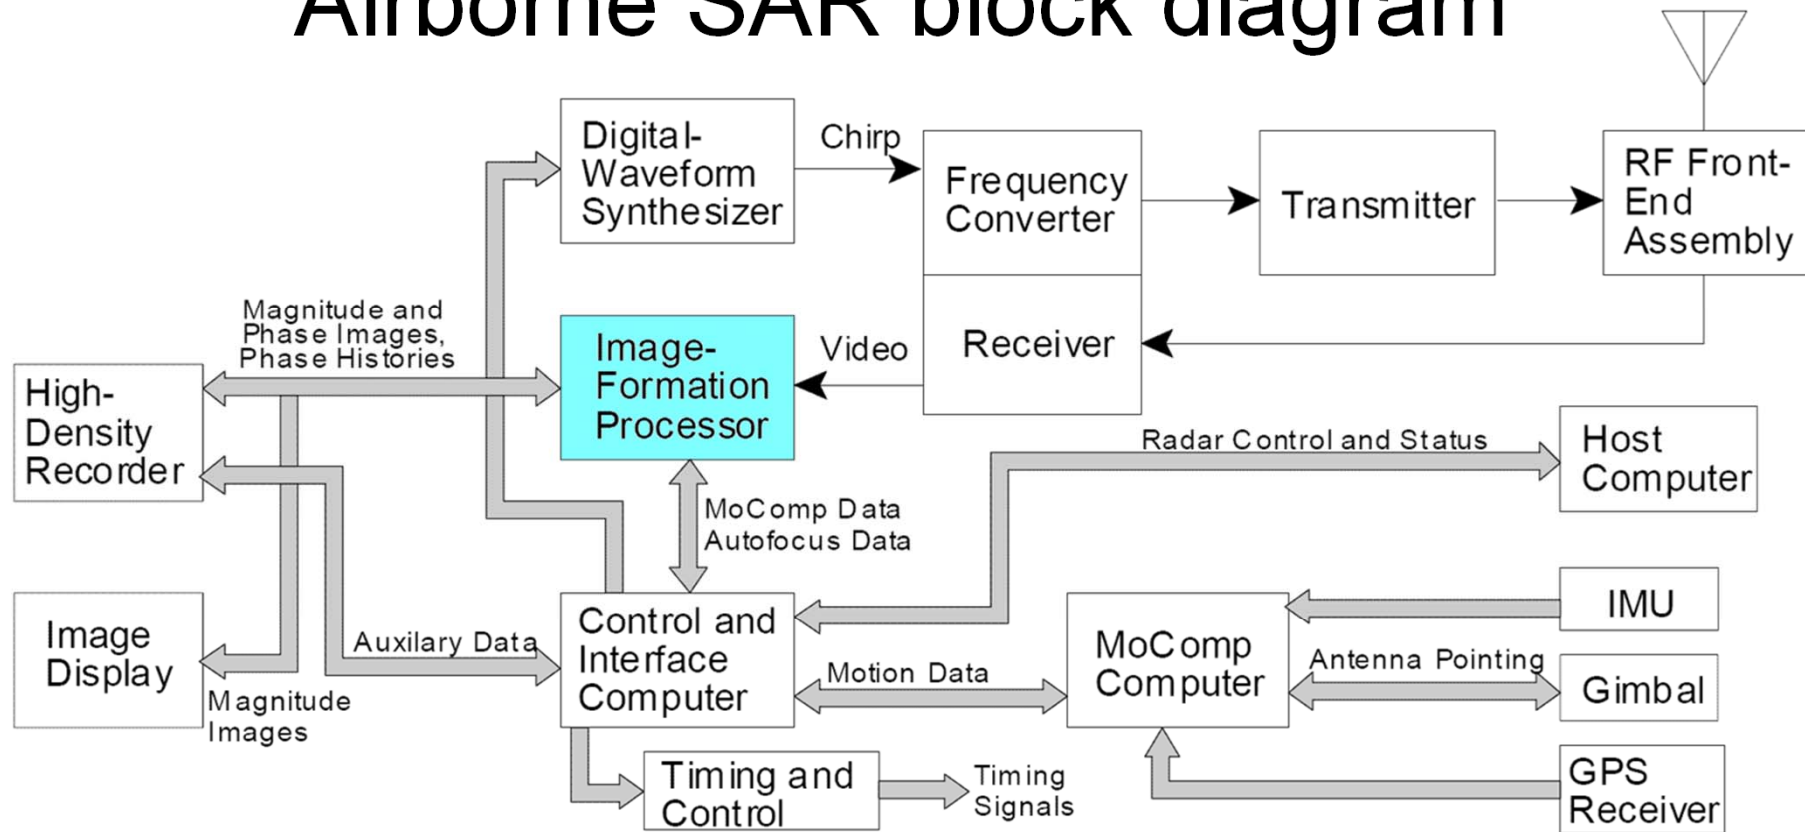 Airborne SAR block diagram
Digital-
Waveform
Synthesizer
Chirp
Frequency
Converter
Transmitter
RF Front-
End
Assembly
Magnitude and
Phase Images,
Phase Histories
Image-
Formation
Processor
Video
Receiver
High-
Density
Recorder
Radar Control and Status
Host
Computer
MoComp Data
Autofocus Data
Image
Display
Auxilary Data
Magnitude
Images
Control and
Interface
Computer
Motion Data
MoComp
Computer
IMU
Antenna Pointing
Gimbal
Timing and
Control
Timing
Signals
GPS
Receiver